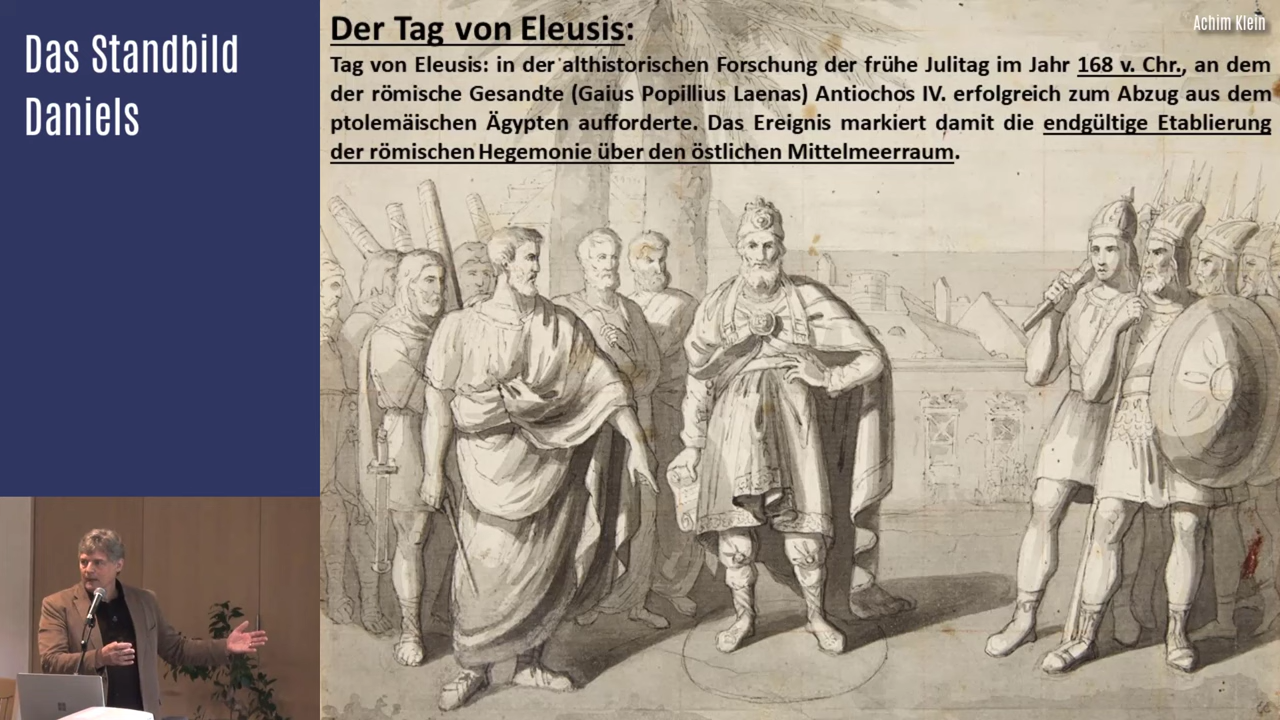 Das Standbild
Daniels
Der Tag von Eleusis:
Achim Klein
Tag von Eleusis: in der althistorischen Forschung der frühe Julitag im Jahr 168 v. Chr., an dem
der römische Gesandte (Gaius Popillius Laenas) Antiochos IV. erfolgreich zum Abzug aus dem
ptolemäischen Ägypten aufforderte. Das Ereignis markiert damit die endgültige Etablierung
der römischen Hegemonie über den östlichen Mittelmeerraum.